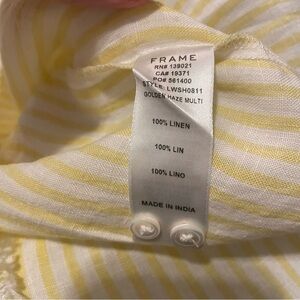 FRAME
RN# 139021
CA# 19371
PO# 561400
STYLE: LWSH0811
GOLDEN HAZE MULTI
100% LINEN
100% LIN
100% LINO
MADE IN INDIA